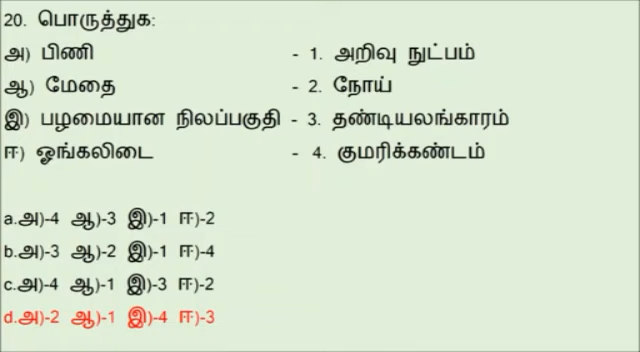 20. பொருத்துக:
அ) பிணி - 1. அறிவு நுட்பம்
ஆ) மேதை - 2. நோய்
இ) பழமையான நிலப்பகுதி - 3. தண்டியலங்காரம்
ஈ) ஓங்கலிடை - 4. குமரிக்கண்டம்
a.அ)-4 ஆ)-3 இ)-1 ஈ)-2
b.அ)-3 ஆ)-2 இ)-1 ஈ)-4
c.அ)-4 ஆ)-1 இ)-3 ஈ)-2
d.அ)-2 ஆ)-1 இ)-4 ஈ)-3